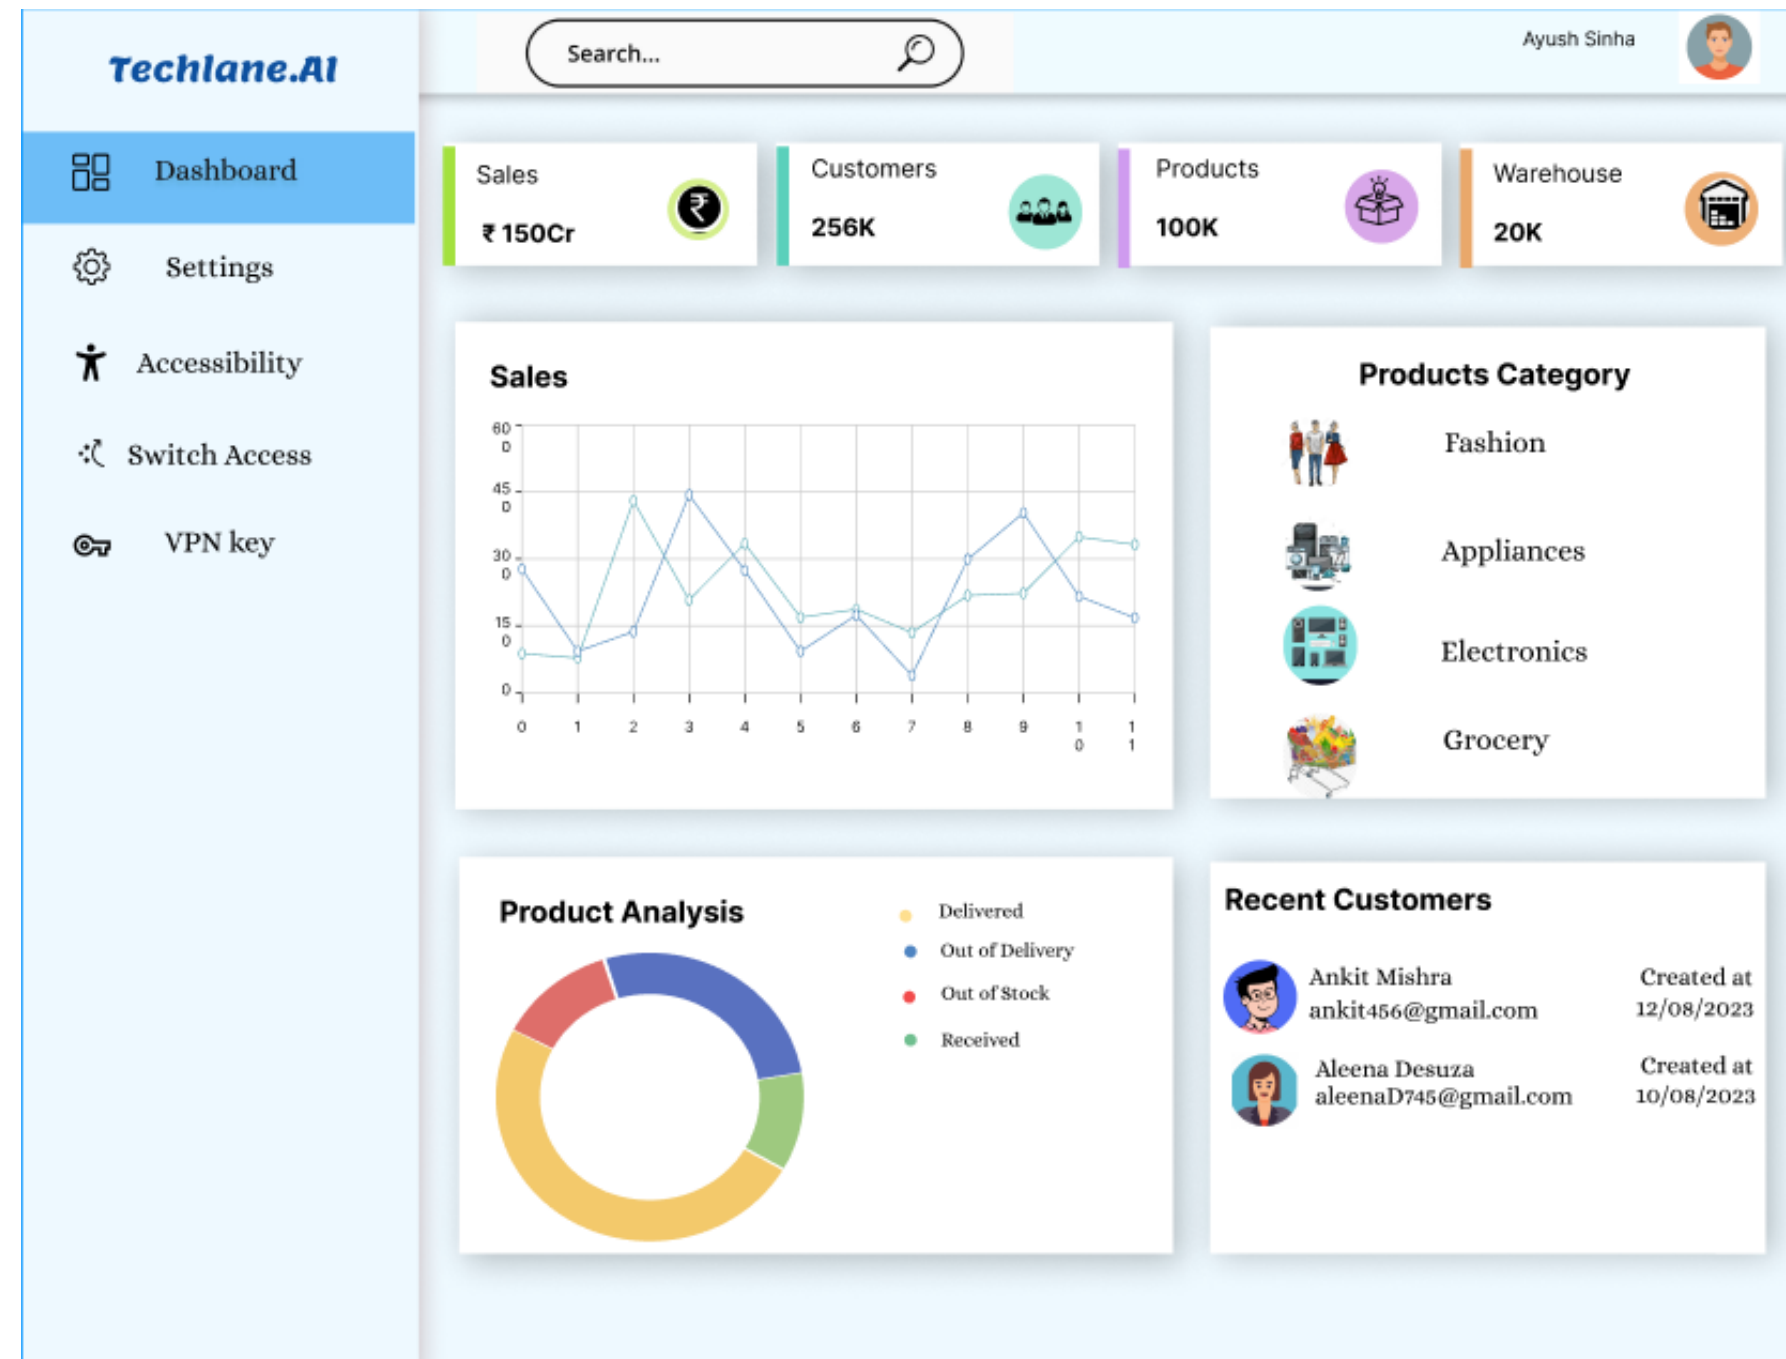 Techlane.AI
Search...
Ayush Sinha
Dashboard
Settings
Accessibility
Switch Access
VPN key
Sales
₹ 150Cr
Customers
256K
Products
100K
Warehouse
20K
Sales
60
0
45
0
30
0
15
0
0
0 1 2 3 4 5 6 7 8 9 1 1
0 1
Products Category
Fashion
Appliances
Electronics
Grocery
Product Analysis
Delivered
Out of Delivery
Out of Stock
Received
Recent Customers
Ankit Mishra
ankit456@gmail.com
Created at
12/08/2023
Aleena Desuza
aleenaD745@gmail.com
Created at
10/08/2023